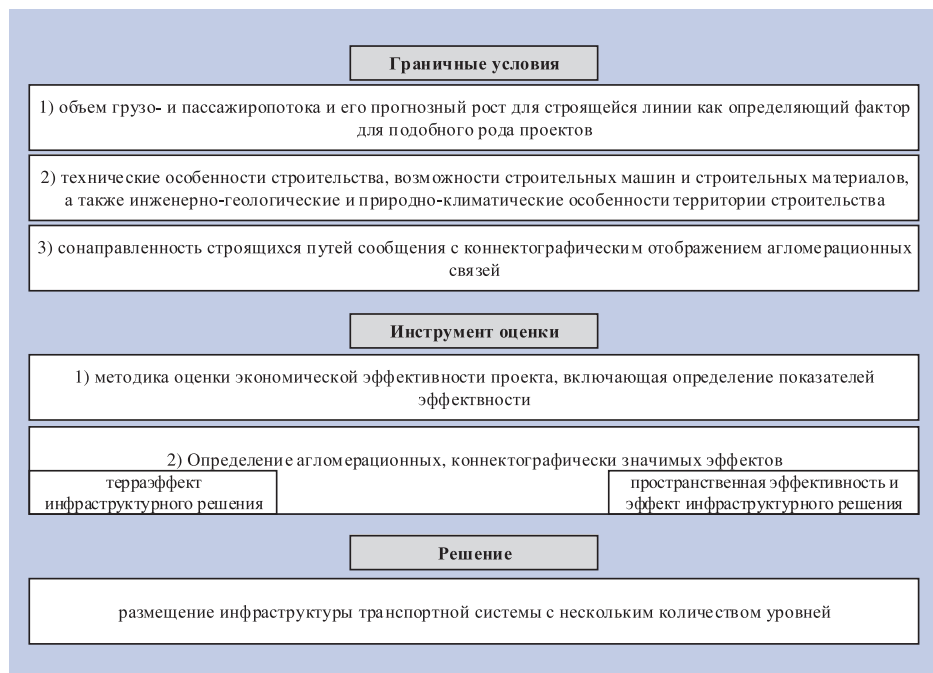 Граничные условия
1) объем грузо- и пассажиропотока и его прогнозный рост для строящейся линии как определяющий фактор
для подобного рода проектов
2) технические особенности строительства, возможности строительных машин и строительных материалов,
а также инженерно-геологические и природно-климатические особенности территории строительства
3) сонаправленность строящихся путей сообщения с коннектографическим отображением агломерационных
связей
Инструмент оценки
1) методика оценки экономической эффективности проекта, включающая определение показателей
эффектвности
2) Определение агломерационных, коннектографически значимых эффектов
терраэффект
инфраструктурного решения
пространственная эффективность и
эффект инфраструктурного решения
Решение
размещение инфраструктуры транспортной системы с нескольким количеством уровней